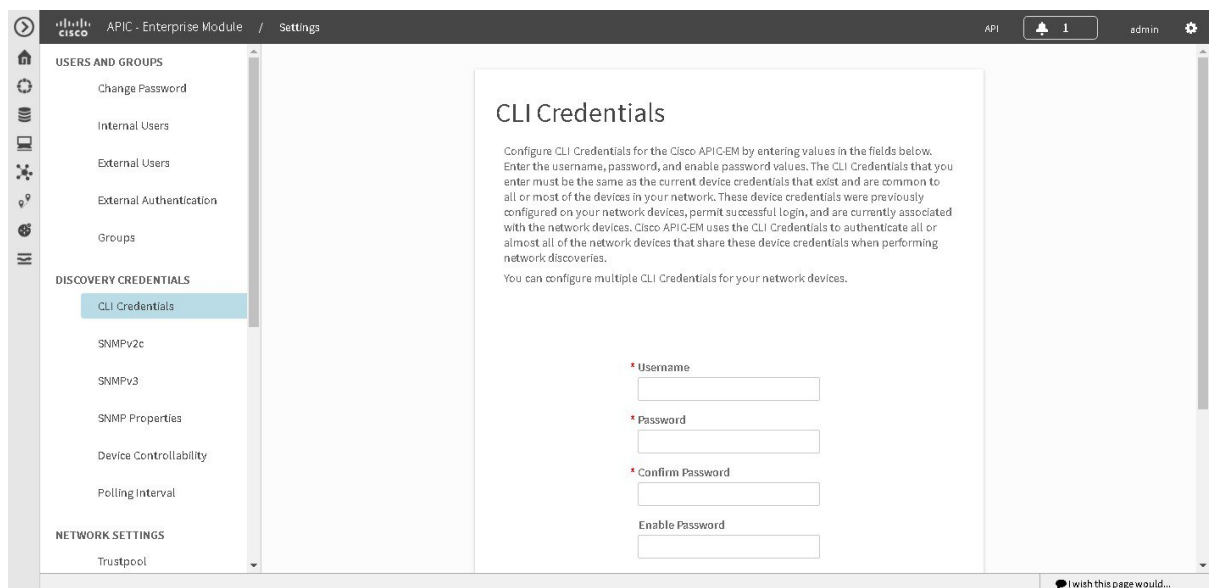 cisco APIC - Enterprise Module / Settings API 1 admin
USERS AND GROUPS
Change Password
Internal Users
External Users
External Authentication
Groups
DISCOVERY CREDENTIALS
CLI Credentials
SNMPv2c
SNMPv3
SNMP Properties
Device Controllability
Polling Interval
NETWORK SETTINGS
Trustpool
CLI Credentials
Configure CLI Credentials for the Cisco APIC-EM by entering values in the fields below.
Enter the username, password, and enable password values. The CLI Credentials that you
enter must be the same as the current device credentials that exist and are common to
all or most of the devices in your network. These device credentials were previously
configured on your network devices, permit successful login, and are currently associated
with the network devices. Cisco APIC-EM uses the CLI Credentials to authenticate all or
almost all of the network devices that share these device credentials when performing
network discoveries.
You can configure multiple CLI Credentials for your network devices.
* Username
* Password
* Confirm Password
Enable Password
I wish this page would...